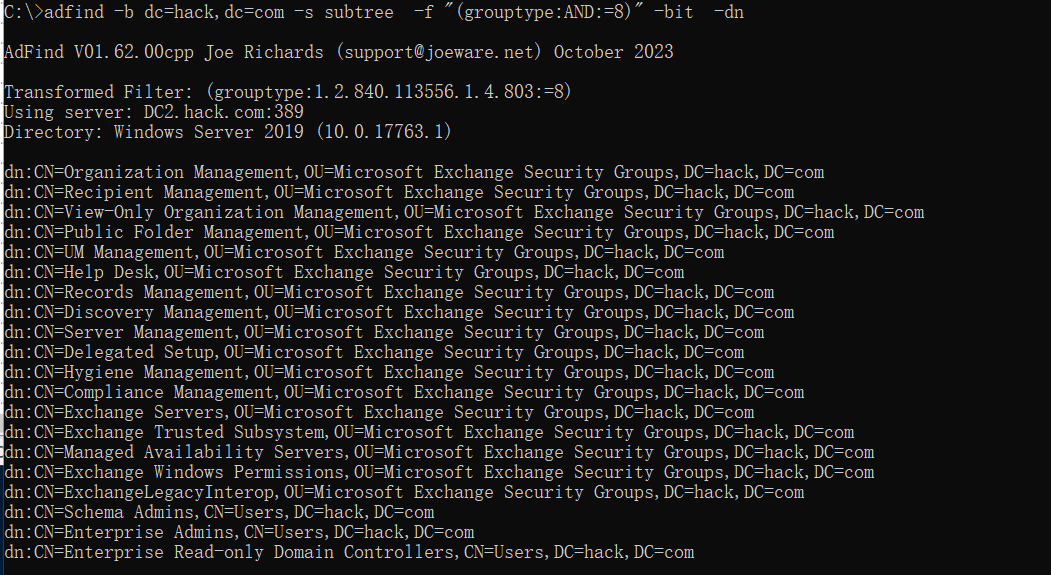 C:\>adfind -b dc=hack,dc=com -s subtree  -f "(grouptype:AND:=8)" -bit  -dn
AdFind V01.62.00cpp Joe Richards (support@joeware.net) October 2023
Transformed Filter: (grouptype:1.2.840.113556.1.4.803:=8)
Using server: DC2.hack.com:389
Directory: Windows Server 2019 (10.0.17763.1)
dn:CN=Organization Management,OU=Microsoft Exchange Security Groups,DC=hack,DC=com
dn:CN=Recipient Management,OU=Microsoft Exchange Security Groups,DC=hack,DC=com
dn:CN=View-Only Organization Management,OU=Microsoft Exchange Security Groups,DC=hack,DC=com
dn:CN=Public Folder Management,OU=Microsoft Exchange Security Groups,DC=hack,DC=com
dn:CN=UM Management,OU=Microsoft Exchange Security Groups,DC=hack,DC=com
dn:CN=Help Desk,OU=Microsoft Exchange Security Groups,DC=hack,DC=com
dn:CN=Records Management,OU=Microsoft Exchange Security Groups,DC=hack,DC=com
dn:CN=Discovery Management,OU=Microsoft Exchange Security Groups,DC=hack,DC=com
dn:CN=Server Management,OU=Microsoft Exchange Security Groups,DC=hack,DC=com
dn:CN=Delegated Setup,OU=Microsoft Exchange Security Groups,DC=hack,DC=com
dn:CN=Hygiene Management,OU=Microsoft Exchange Security Groups,DC=hack,DC=com
dn:CN=Compliance Management,OU=Microsoft Exchange Security Groups,DC=hack,DC=com
dn:CN=Exchange Servers,OU=Microsoft Exchange Security Groups,DC=hack,DC=com
dn:CN=Exchange Trusted Subsystem,OU=Microsoft Exchange Security Groups,DC=hack,DC=com
dn:CN=Managed Availability Servers,OU=Microsoft Exchange Security Groups,DC=hack,DC=com
dn:CN=Exchange Windows Permissions,OU=Microsoft Exchange Security Groups,DC=hack,DC=com
dn:CN=ExchangeLegacyInterop,OU=Microsoft Exchange Security Groups,DC=hack,DC=com
dn:CN=Schema Admins,CN=Users,DC=hack,DC=com
dn:CN=Enterprise Admins,CN=Users,DC=hack,DC=com
dn:CN=Enterprise Read-only Domain Controllers,CN=Users,DC=hack,DC=com